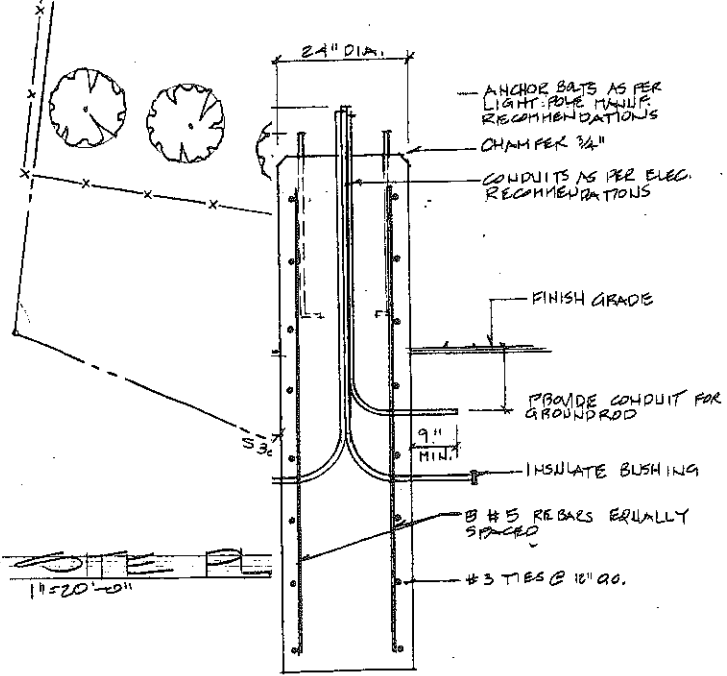 24" DIA.
ANCHOR BOLTS AS PER
LIGHT POLE MANUF.
RECOMMENDATIONS
CHAMFER 3/4"
CONDUITS AS PER ELEC.
RECOMMENDATIONS
FINISH GRADE
PROVIDE CONDUIT FOR
GROUNDROD
9"
MIN.
INSULATE BUSHING
8 #5 REBARS EQUALLY
SPACED
#3 TIES @ 12" O.C.
1"=20'-0"